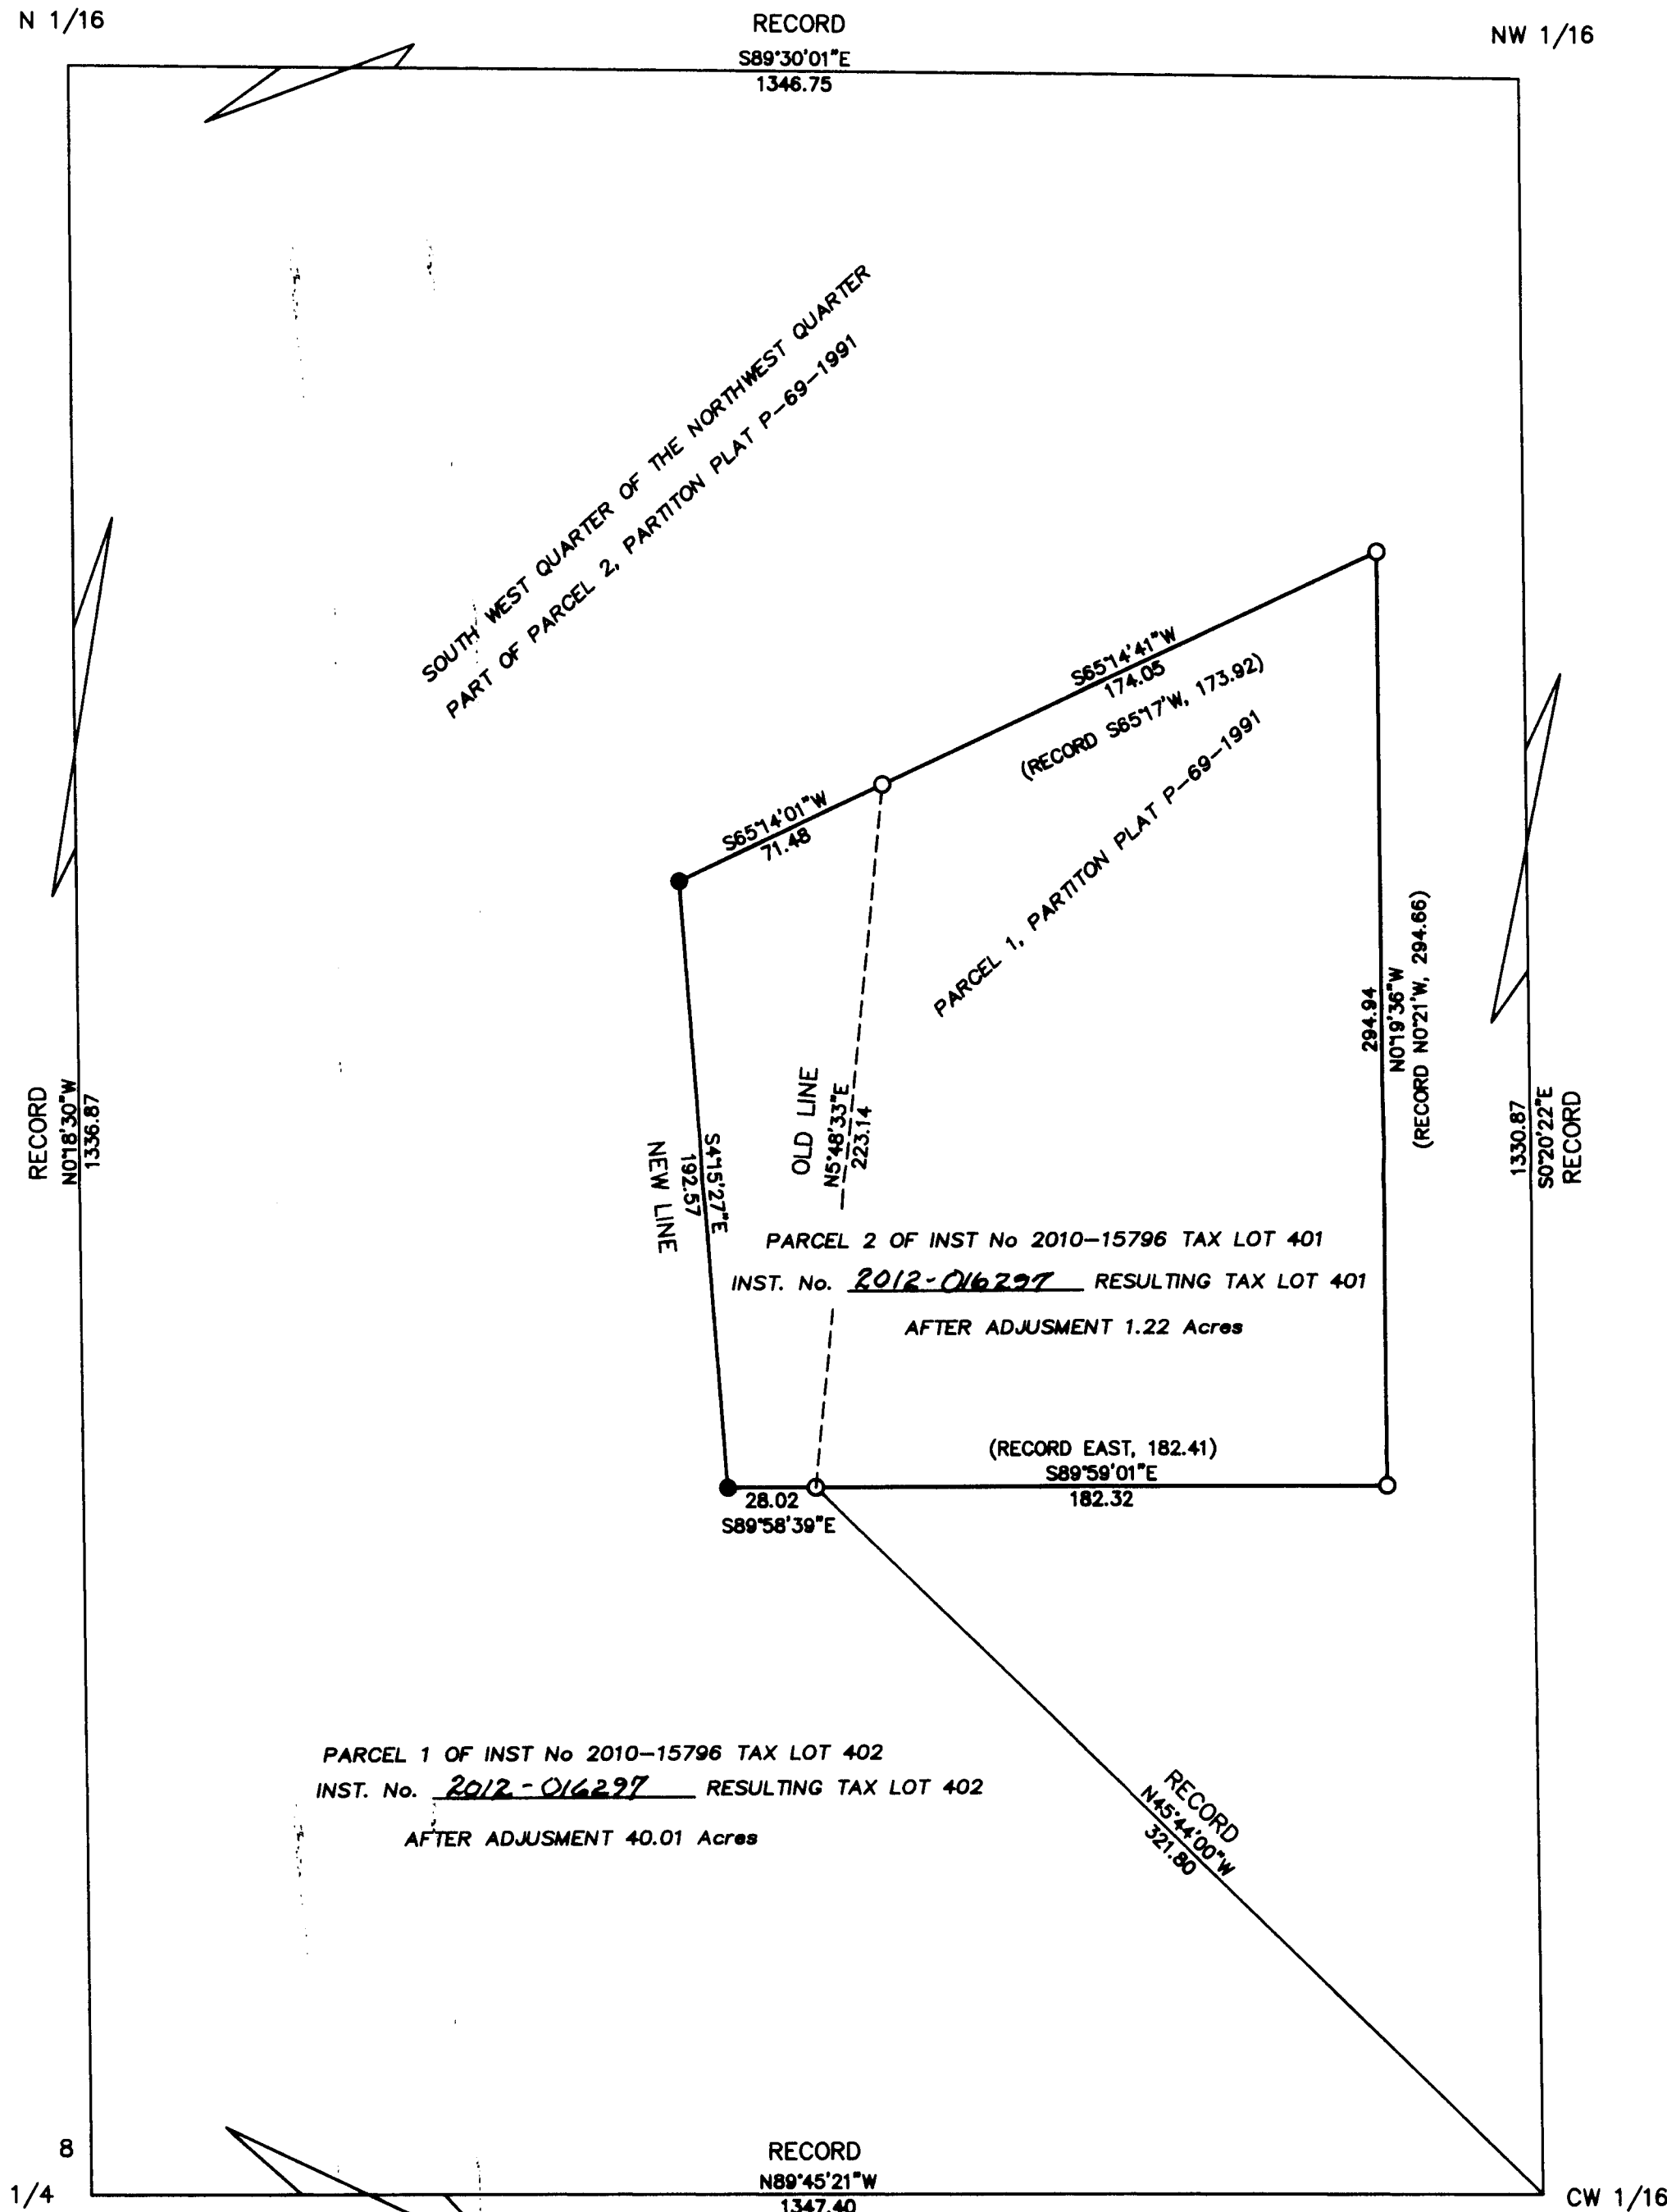 N 1/16
RECORD
NW 1/16
S89°30'01"E
1346.75
SOUTH WEST QUARTER OF THE NORTHWEST QUARTER
PART OF PARCEL 2, PARTITON PLAT P-69-1991
S65°14'41"W
174.05
(RECORD S65°17'W, 173.92)
S65°14'01"W
71.48
PARCEL 1, PARTITON PLAT P-69-1991
294.94
N0°19'36"W
(RECORD N0°21'W, 294.66)
RECORD
N0°18'30"W
1336.87
OLD LINE
N5°48'33"E
223.14
S4°15'27"E
192.57
NEW LINE
1330.87
S0°20'22"E
RECORD
PARCEL 2 OF INST No 2010-15796 TAX LOT 401
INST. No. 2012-016297 RESULTING TAX LOT 401
AFTER ADJUSMENT 1.22 Acres
(RECORD EAST, 182.41)
S89°59'01"E
182.32
28.02
S89°58'39"E
PARCEL 1 OF INST No 2010-15796 TAX LOT 402
INST. No. 2012-016297 RESULTING TAX LOT 402
AFTER ADJUSMENT 40.01 Acres
RECORD
N45°44'00"W
321.80
8
1/4
RECORD
N89°45'21"W
1347.40
CW 1/16